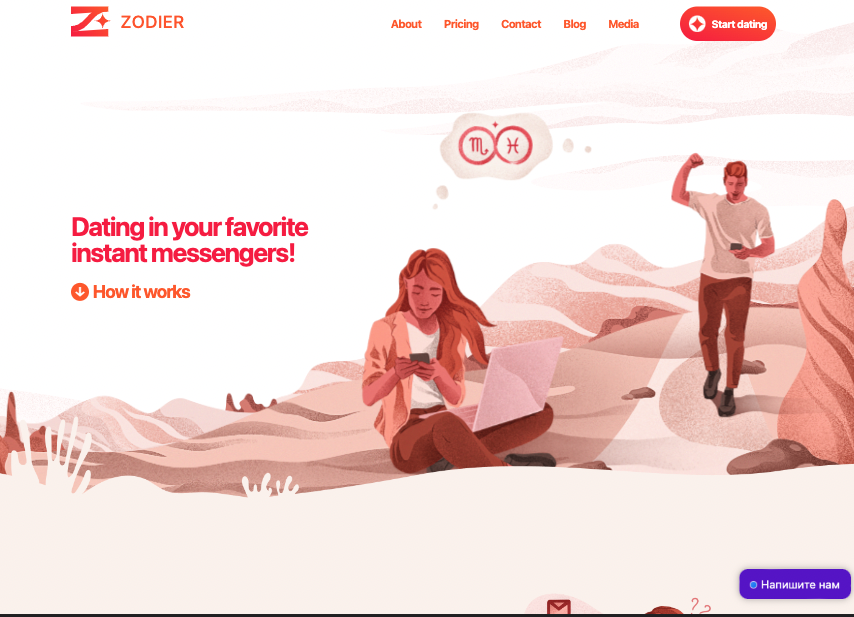 ZODIER
About
Pricing
Contact
Blog
Media
Start dating
Dating in your favorite
instant messengers!
How it works
Напишите нам